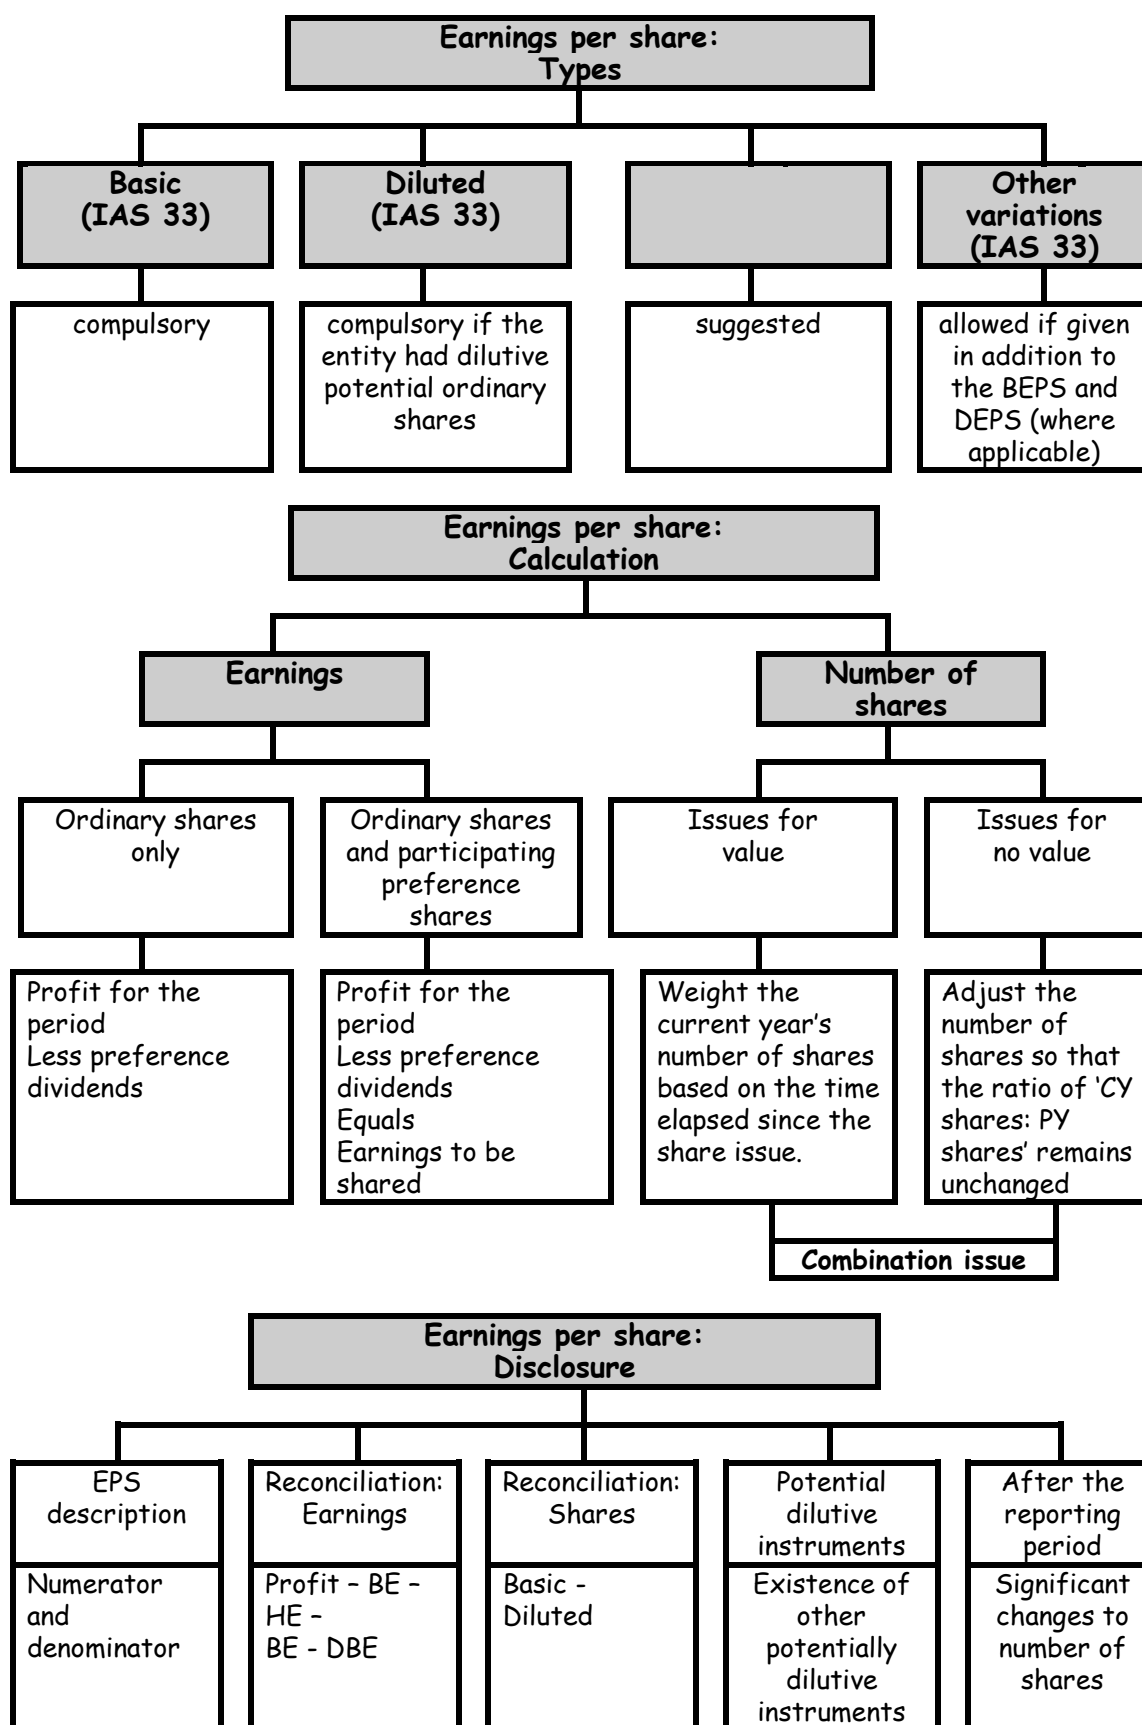 Earnings per share:
Types
Basic
(IAS 33)
Diluted
(IAS 33)
Other
variations
(IAS 33)
compulsory
compulsory if the
entity had dilutive
potential ordinary
shares
suggested
allowed if given
in addition to
the BEPS and
DEPS (where
applicable)
Earnings per share:
Calculation
Earnings
Number of
shares
Ordinary shares
only
Ordinary shares
and participating
preference
shares
Issues for
value
Issues for
no value
Profit for the
period
Less preference
dividends
Profit for the
period
Less preference
dividends
Equals
Earnings to be
shared
Weight the
current year’s
number of shares
based on the time
elapsed since the
share issue.
Adjust the
number of
shares so that
the ratio of ‘CY
shares: PY
shares’ remains
unchanged
Combination issue
Earnings per share:
Disclosure
EPS
description
Reconciliation:
Earnings
Reconciliation:
Shares
Potential
dilutive
instruments
After the
reporting
period
Numerator
and
denominator
Profit – BE –
HE –
BE - DBE
Basic -
Diluted
Existence of
other
potentially
dilutive
instruments
Significant
changes to
number of
shares